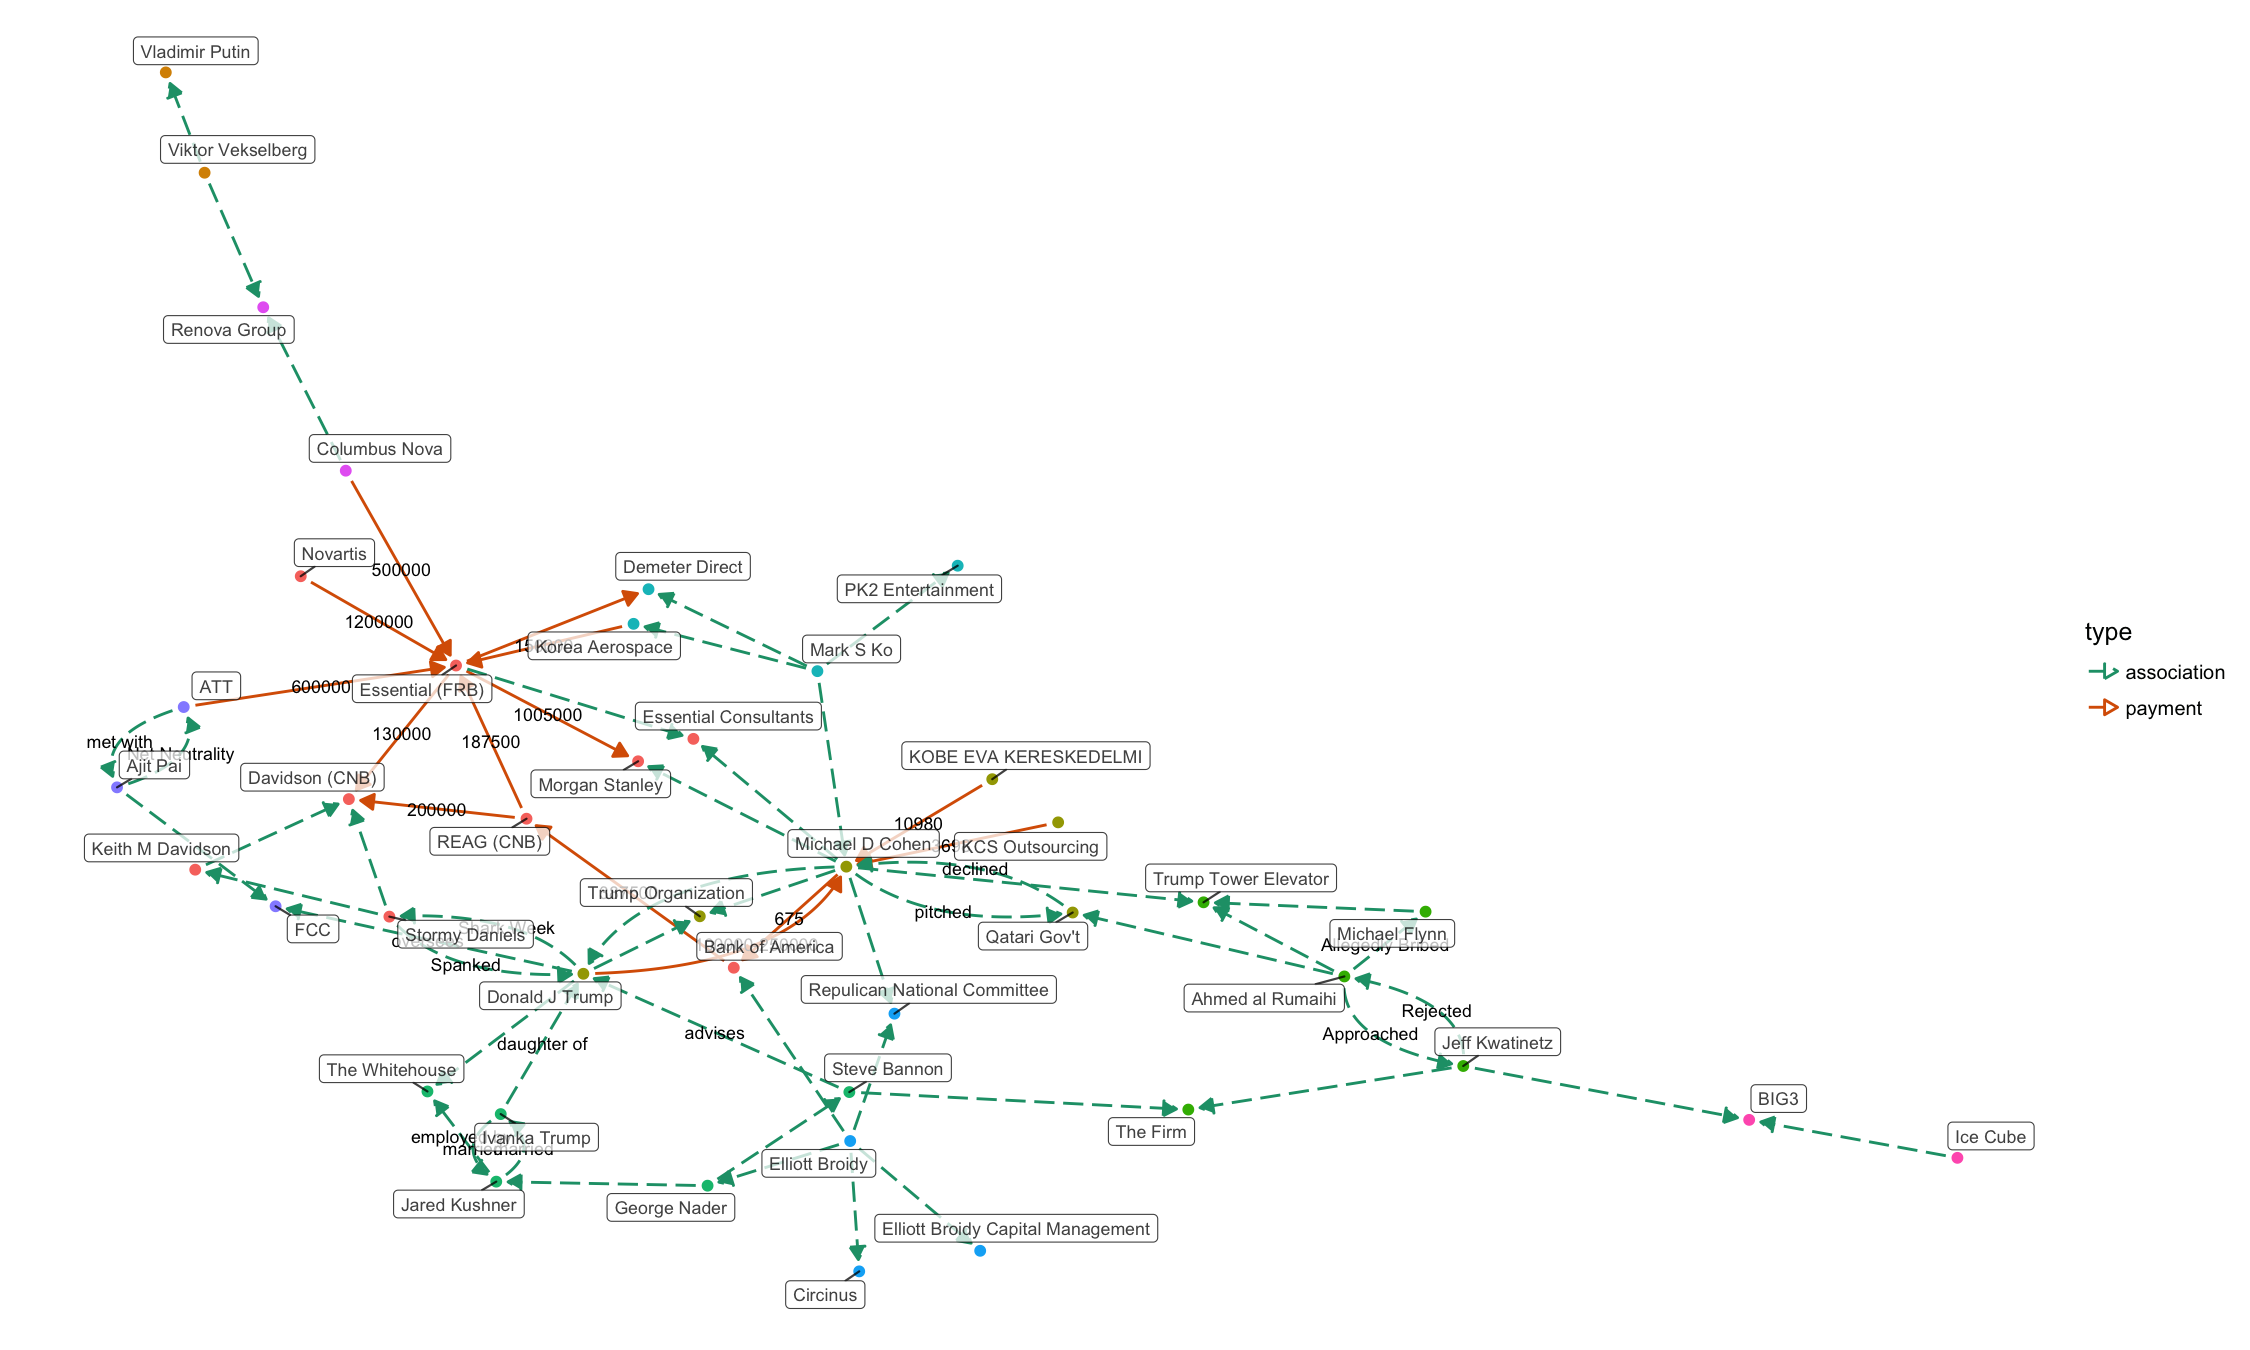 Vladimir Putin
Viktor Vekselberg
Renova Group
Columbus Nova
Novartis
500000
Demeter Direct
PK2 Entertainment
1200000
type
Korea Aerospace
Mark S Ko
association
ATT
600000
Essential (FRB)
payment
1005000
Essential Consultants
130000
187500
met with
Net Neutrality
Ajit Pai
Davidson (CNB)
Morgan Stanley
KOBE EVA KERESKEDELMI
200000
10980
REAG (CNB)
Michael D Cohen
KCS Outsourcing
Keith M Davidson
declined
Trump Tower Elevator
Trump Organization
pitched
675
FCC
Stormy Daniels
Shark Week
oversees
Spanked
Bank of America
Qatari Gov't
Michael Flynn
Allegedly Bribed
Donald J Trump
Repulican National Committee
Ahmed al Rumaihi
Rejected
advises
Approached
daughter of
Jeff Kwatinetz
The Whitehouse
Steve Bannon
BIG3
employed
Ivanka Trump
married
The Firm
Ice Cube
Elliott Broidy
Jared Kushner
George Nader
Elliott Broidy Capital Management
Circinus